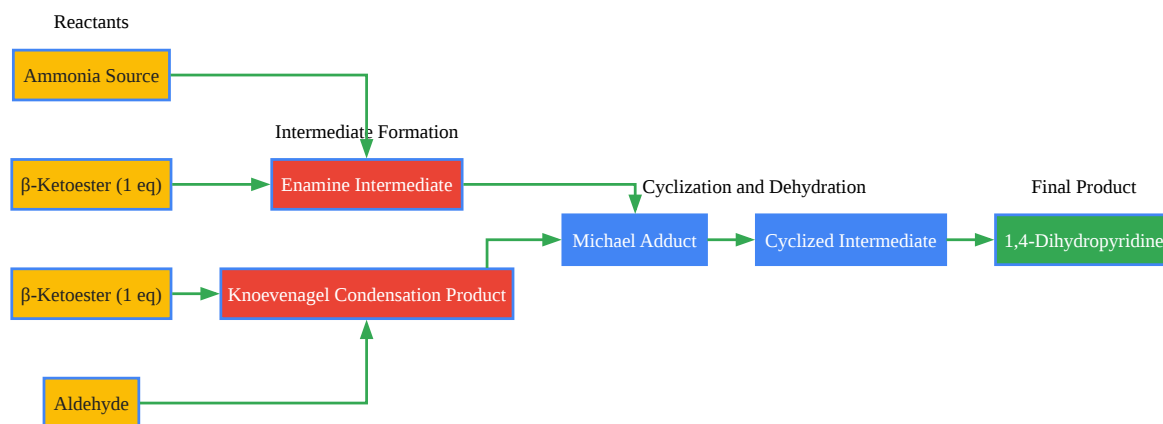 Reactants
Ammonia Source
Intermediate Formation
β-Ketoester (1 eq)
Enamine Intermediate
Cyclization and Dehydration
Final Product
Michael Adduct
Cyclized Intermediate
1,4-Dihydropyridine
β-Ketoester (1 eq)
Knoevenagel Condensation Product
Aldehyde